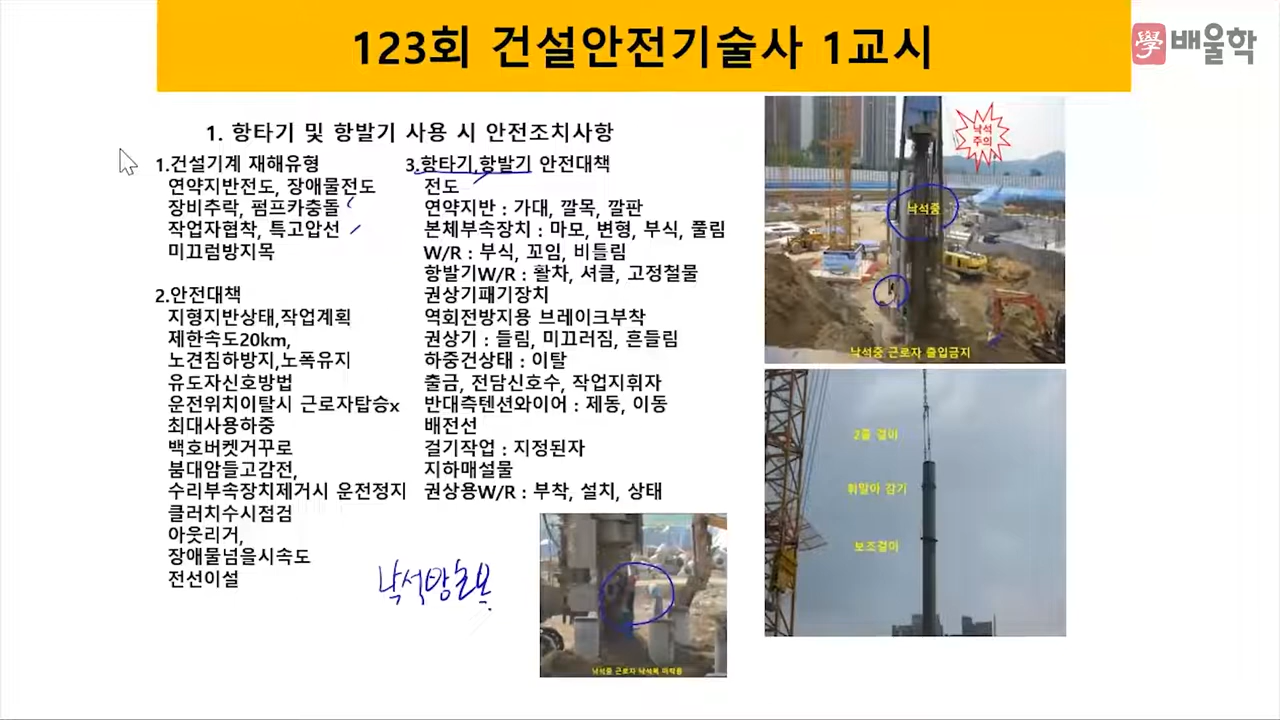 123회 건설안전기술사 1교시
學 배울학
1. 항타기 및 항발기 사용 시 안전조치사항
1.건설기계 재해유형
연약지반전도, 장애물전도
장비추락, 펌프카충돌
작업자협착, 특고압선
미끄럼방지목
2.안전대책
지형지반상태,작업계획
제한속도20km,
노견침하방지,노폭유지
유도자신호방법
운전위치이탈시 근로자탑승x
최대사용하중
백호버켓거꾸로
붐대암들고감전,
수리부속장치제거시 운전정지
클러치수시점검
아웃리거,
장애물넘을시속도
전선이설
3.항타기,항발기 안전대책
전도
연약지반 : 가대, 깔목, 깔판
본체부속장치 : 마모, 변형, 부식, 풀림
W/R : 부식, 꼬임, 비틀림
항발기W/R : 활차, 셔클, 고정철물
권상기패기장치
역회전방지용 브레이크부착
권상기 : 들림, 미끄러짐, 흔들림
하중건상태 : 이탈
출금, 전담신호수, 작업지휘자
반대측텐션와이어 : 제동, 이동
배전선
걸기작업 : 지정된자
지하매설물
권상용W/R : 부착, 설치, 상태
낙석
주의
낙석중
낙석중 근로자 출입금지
2줄 걸이
휘말아 감기
보조걸이
낙석중 근로자 낙석복 미착용